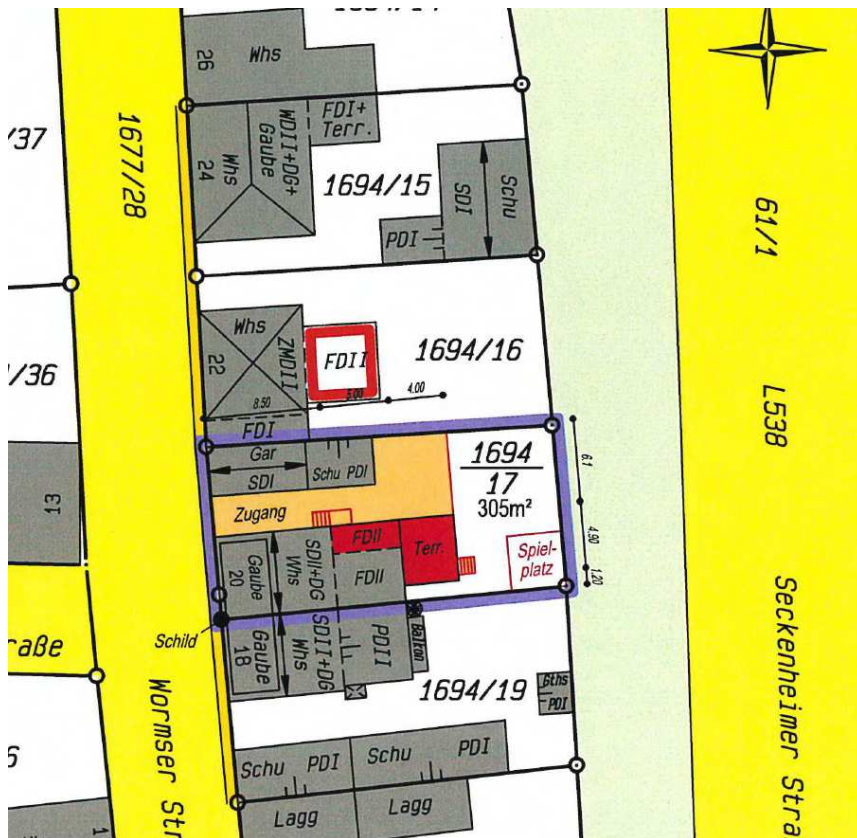 26
Whs
1677/28
/37
24
Whs
WDII+DG+
Gaube
FDI+
Terr.
1694/15
Schu
SDI
PDI
61/1
/36
Whs
22
ZMDII
FDII
1694/16
8.50
4.00
FDI
L538
Gar
SDI
Schu PDI
1694
17
305m²
6.1
13
Zugang
FDII
Terr.
Spiel-
platz
4.90
1.20
20
Gaube
Whs
SDII+DG
FDII
Schild
raße
18
Gaube
Whs
SDII+DG
PDII
Balkon
1694/19
Gths
PDI
Seckenheimer Stra
Wormser Str
Schu PDI
Schu PDI
Lagg
Lagg